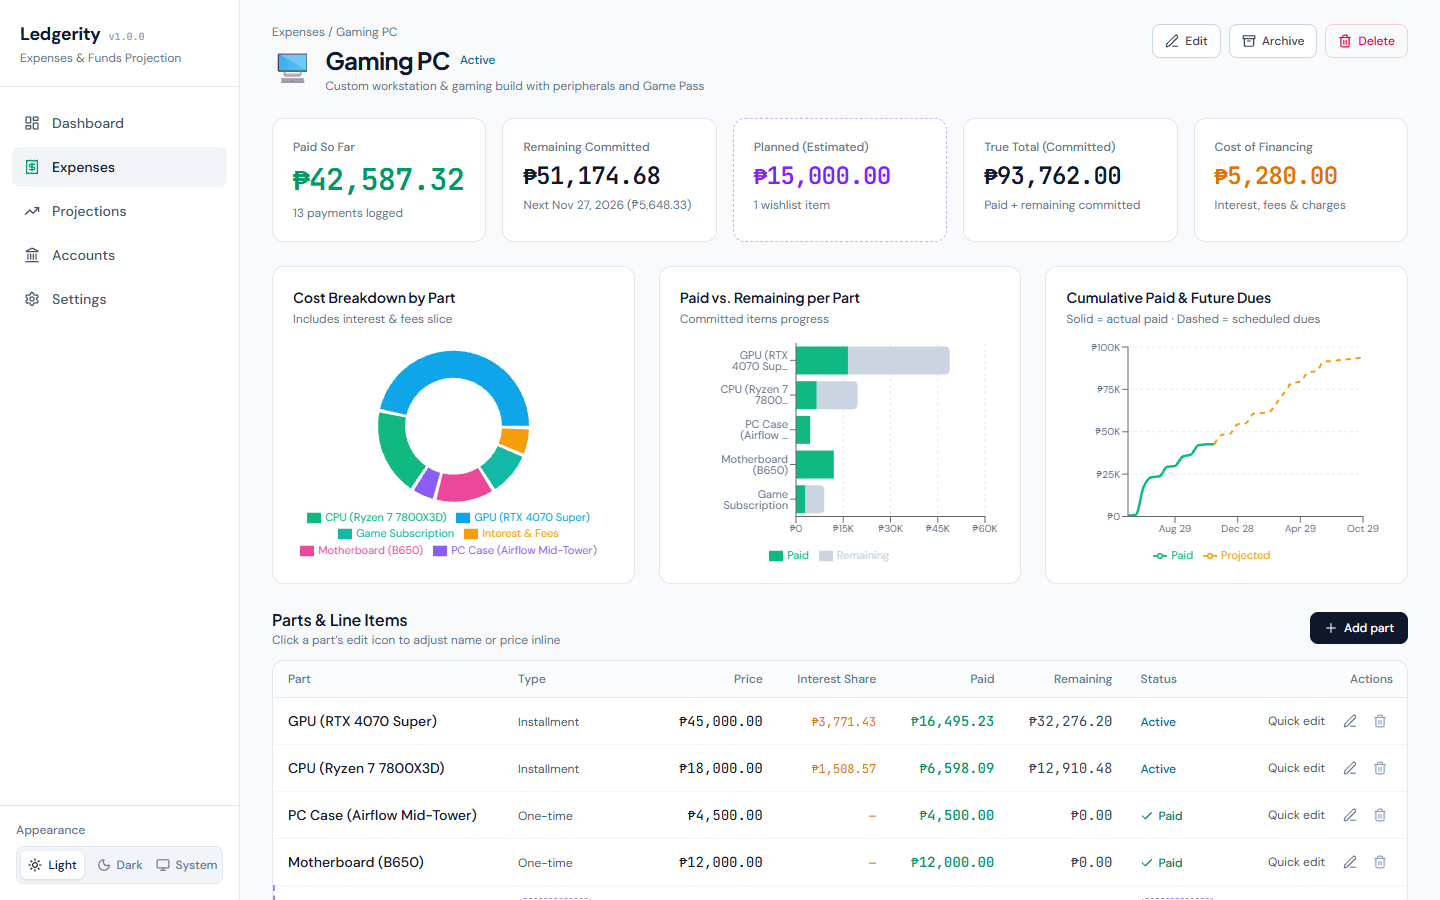 Ledgerity v1.0.0
Expenses & Funds Projection
Dashboard
Expenses
Projections
Accounts
Settings
Appearance
Light
Dark
System
Expenses / Gaming PC
Gaming PC Active
Custom workstation & gaming build with peripherals and Game Pass
Edit
Archive
Delete
Paid So Far
₱42,587.32
13 payments logged
Remaining Committed
₱51,174.68
Next Nov 27, 2026 (₱5,648.33)
Planned (Estimated)
₱15,000.00
1 wishlist item
True Total (Committed)
₱93,762.00
Paid + remaining committed
Cost of Financing
₱5,280.00
Interest, fees & charges
Cost Breakdown by Part
Includes interest & fees slice
CPU (Ryzen 7 7800X3D) GPU (RTX 4070 Super)
Game Subscription Interest & Fees
Motherboard (B650) PC Case (Airflow Mid-Tower)
Paid vs. Remaining per Part
Committed items progress
GPU (RTX
4070 Sup...
CPU (Ryzen 7
7800...
PC Case
(Airflow ...
Motherboard
(B650)
Game
Subscription
₱0 ₱15K ₱30K ₱45K ₱60K
Paid Remaining
Cumulative Paid & Future Dues
Solid = actual paid · Dashed = scheduled dues
₱100K
₱75K
₱50K
₱25K
₱0
Aug 29 Dec 28 Apr 29 Oct 29
Paid Projected
Parts & Line Items
Click a part's edit icon to adjust name or price inline
Add part
Part Type Price Interest Share Paid Remaining Status Actions
GPU (RTX 4070 Super) Installment ₱45,000.00 ₱3,771.43 ₱16,495.23 ₱32,276.20 Active Quick edit
CPU (Ryzen 7 7800X3D) Installment ₱18,000.00 ₱1,508.57 ₱6,598.09 ₱12,910.48 Active Quick edit
PC Case (Airflow Mid-Tower) One-time ₱4,500.00 – ₱4,500.00 ₱0.00 Paid Quick edit
Motherboard (B650) One-time ₱12,000.00 – ₱12,000.00 ₱0.00 Paid Quick edit